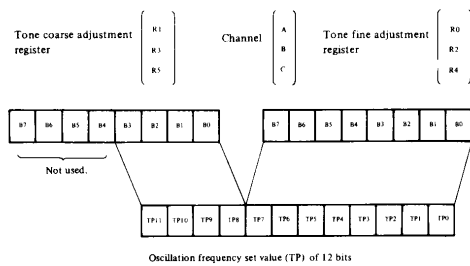 Tone coarse adjustment register
R1
R3
R5
Channel
A
B
C
Tone fine adjustment register
R0
R2
R4
B7 B6 B5 B4 B3 B2 B1 B0
B7 B6 B5 B4 B3 B2 B1 B0
Not used.
TP11 TP10 TP9 TP8 TP7 TP6 TP5 TP4 TP3 TP2 TP1 TP0
Oscillation frequency set value (TP) of 12 bits